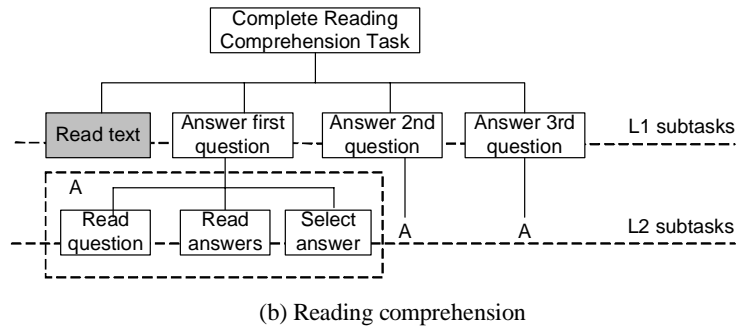 Complete Reading
Comprehension Task
Read text
Answer first
question
Answer 2nd
question
Answer 3rd
question
L1 subtasks
A
Read
question
Read
answers
Select
answer
A
A
L2 subtasks
(b) Reading comprehension